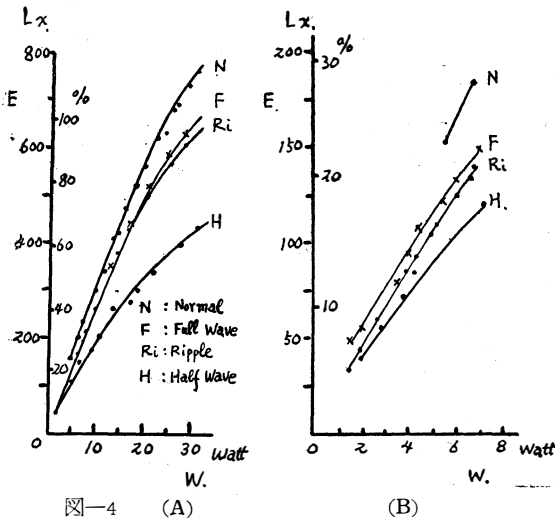 Lx.
E
%
800
600
400
200
0
100
80
60
40
20
10
20
30
Watt
W.
N
F
Ri
H
N : Normal
F : Full Wave
Ri : Ripple
H : Half Wave
図—4 (A)
Lx.
E.
%
200
150
100
50
0
30
20
10
0
2
4
6
8
Watt
W.
N
F
Ri
H.
(B)